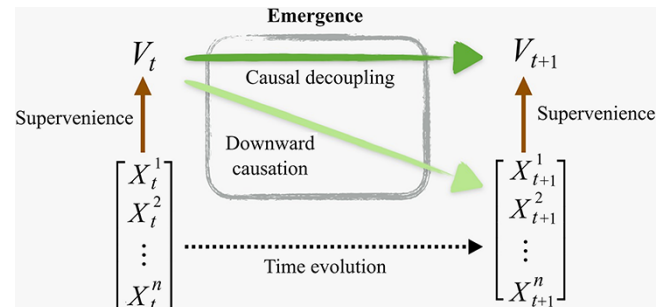 Emergence
V_t
V_{t+1}
Causal decoupling
Supervenience
Supervenience
Downward
causation
X_t^1
X_t^2
⋮
X_t^n
X_{t+1}^1
X_{t+1}^2
⋮
X_{t+1}^n
Time evolution